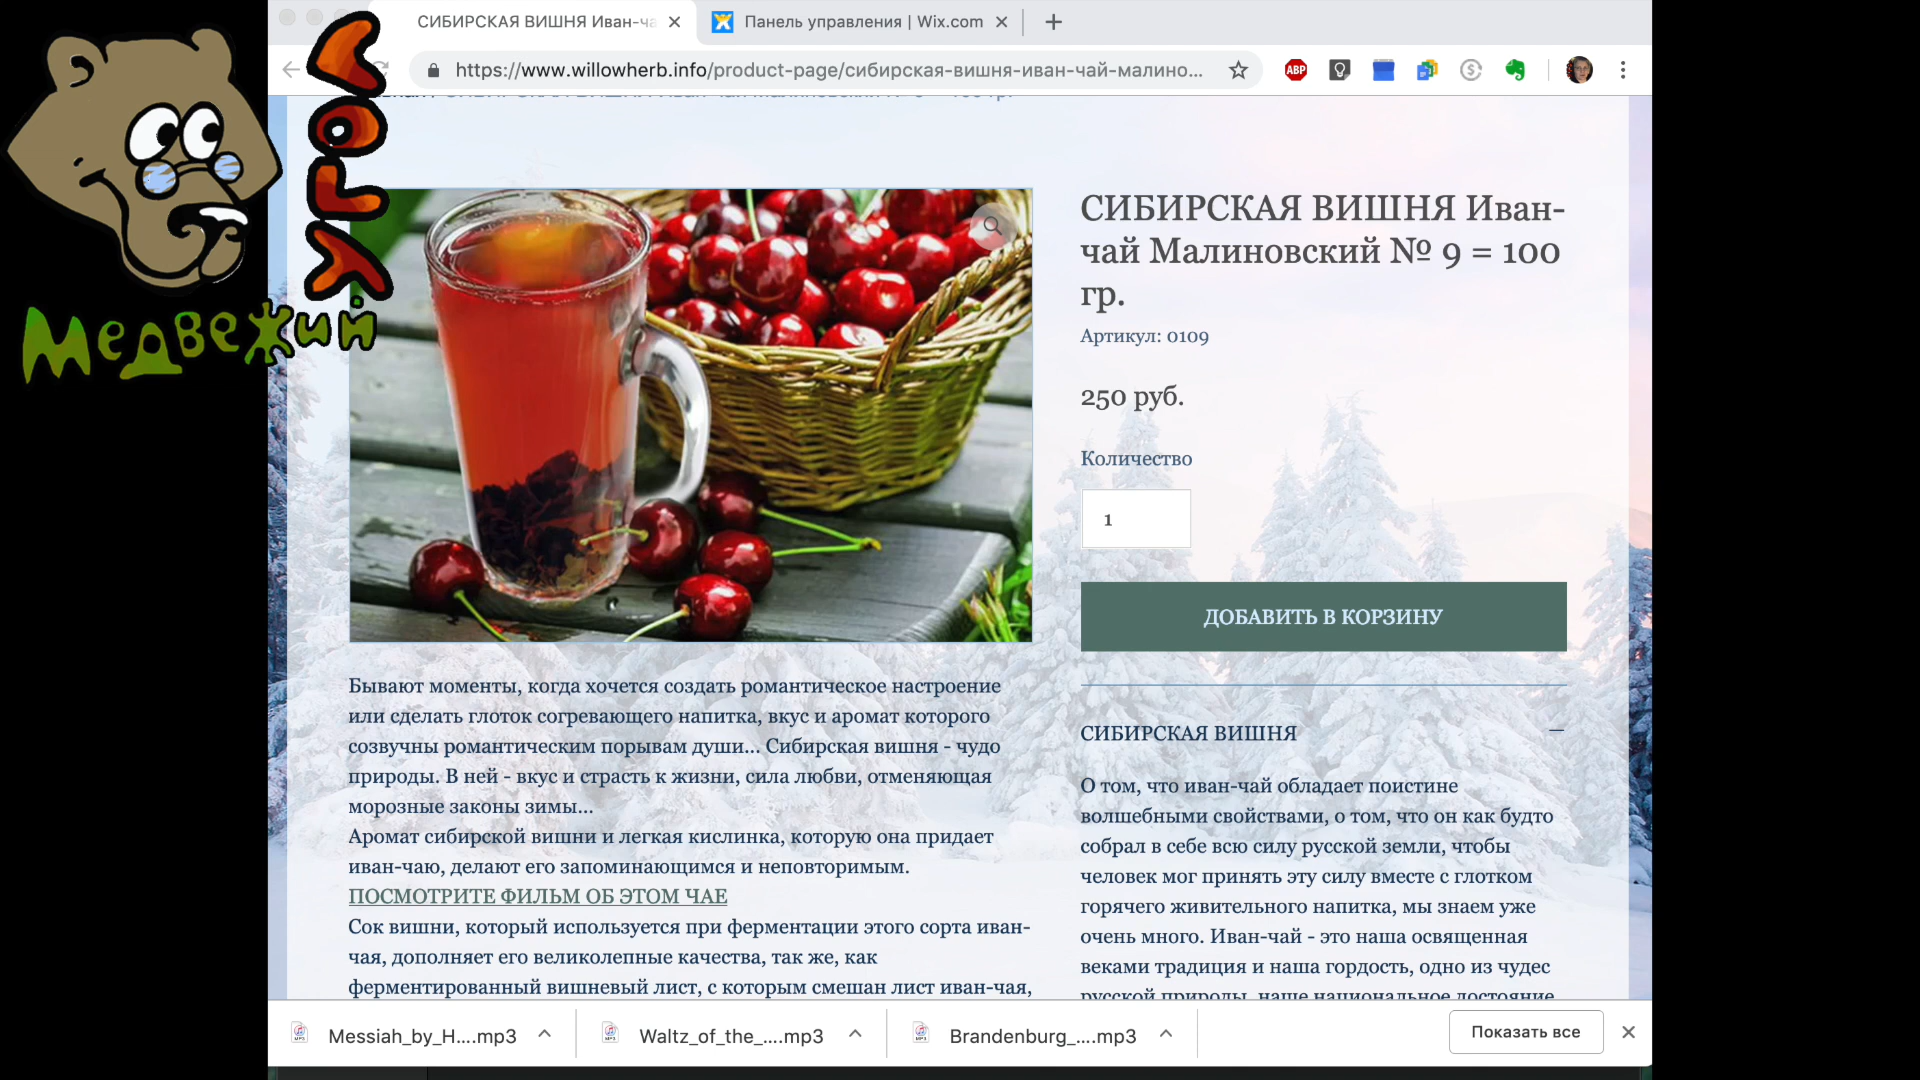 СИБИРСКАЯ ВИШНЯ Иван-ча
Панель управления | Wix.com
https://www.willowherb.info/product-page/сибирская-вишня-иван-чай-малино...
ABP
Медвежий
угол
СИБИРСКАЯ ВИШНЯ Иван-
чай Малиновский № 9 = 100
гр.
Артикул: 0109
250 руб.
Количество
1
ДОБАВИТЬ В КОРЗИНУ
Бывают моменты, когда хочется создать романтическое настроение
или сделать глоток согревающего напитка, вкус и аромат которого
созвучны романтическим порывам души... Сибирская вишня - чудо
природы. В ней - вкус и страсть к жизни, сила любви, отменяющая
морозные законы зимы...
Аромат сибирской вишни и легкая кислинка, которую она придает
иван-чаю, делают его запоминающимся и неповторимым.
ПОСМОТРИТЕ ФИЛЬМ ОБ ЭТОМ ЧАЕ
Сок вишни, который используется при ферментации этого сорта иван-
чая, дополняет его великолепные качества, так же, как
ферментированный вишневый лист, с которым смешан лист иван-чая,
СИБИРСКАЯ ВИШНЯ
О том, что иван-чай обладает поистине
волшебными свойствами, о том, что он как будто
собрал в себе всю силу русской земли, чтобы
человек мог принять эту силу вместе с глотком
горячего живительного напитка, мы знаем уже
очень много. Иван-чай - это наша освященная
веками традиция и наша гордость, одно из чудес
русской природы, наше национальное достояние
Messiah_by_H....mp3
Waltz_of_the_....mp3
Brandenburg_....mp3
Показать все